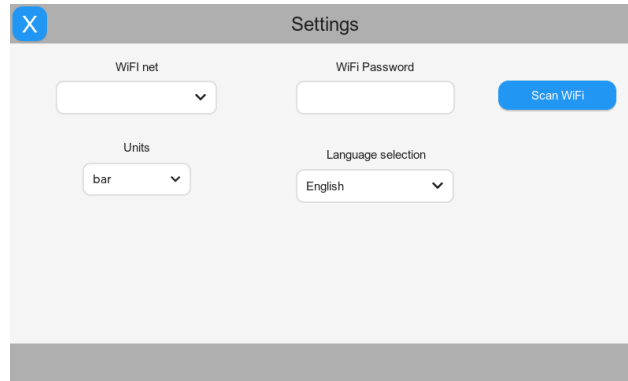 X
Settings
WiFI net
WiFi Password
Scan WiFi
Units
Language selection
bar
English